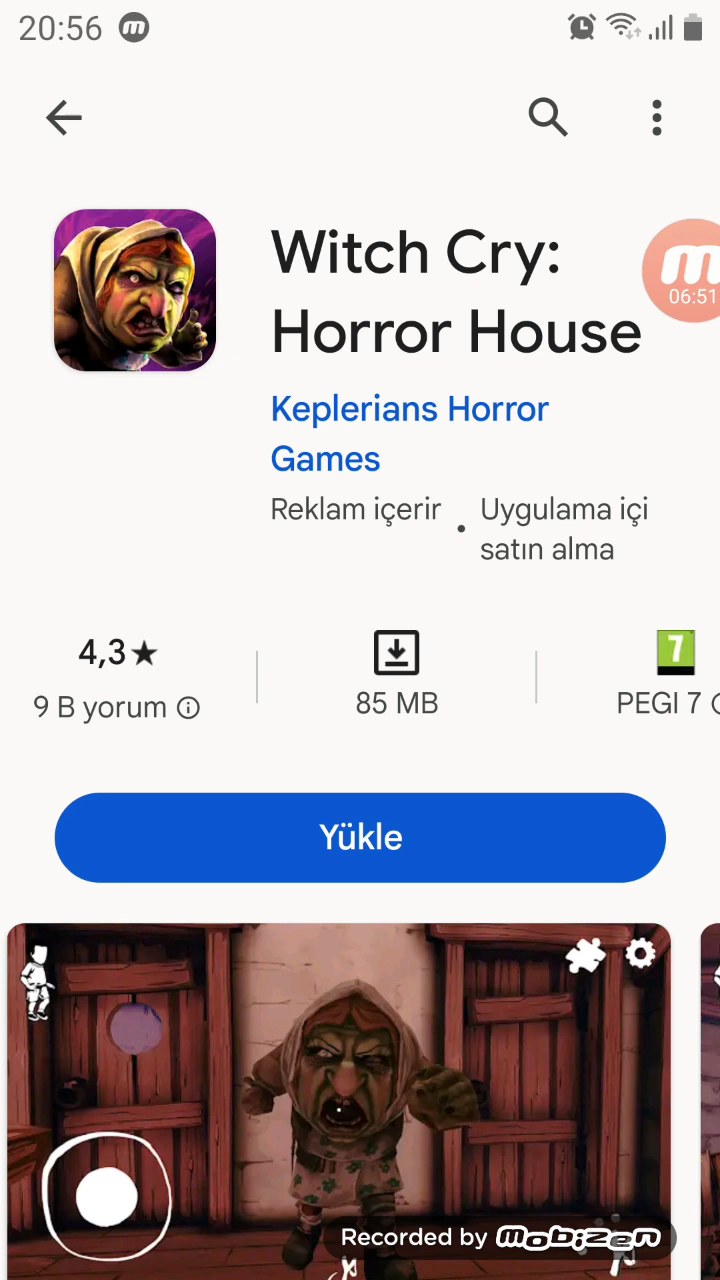 20:56
Witch Cry:
Horror House
06:51
Keplerians Horror
Games
Reklam içerir • Uygulama içi
satın alma
4,3★
9 B yorum
85 MB
7
PEGI 7
Yükle
Recorded by mobizen